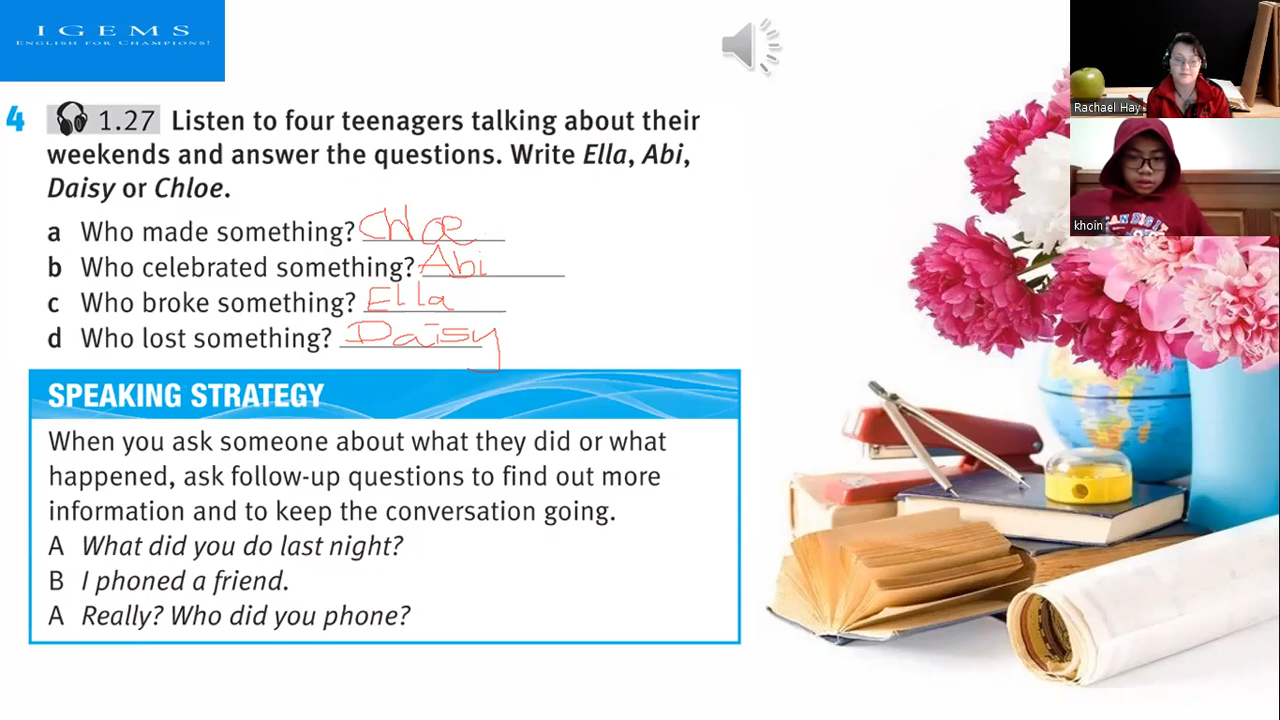 IGEMS
ENGLISH FOR CHAMPIONS!
4 1.27 Listen to four teenagers talking about their
weekends and answer the questions. Write Ella, Abi,
Daisy or Chloe.
a Who made something? Chloe
b Who celebrated something? Abi
c Who broke something? Ella
d Who lost something? Daisy
SPEAKING STRATEGY
When you ask someone about what they did or what
happened, ask follow-up questions to find out more
information and to keep the conversation going.
A What did you do last night?
B I phoned a friend.
A Really? Who did you phone?
Rachael Hay
khoin